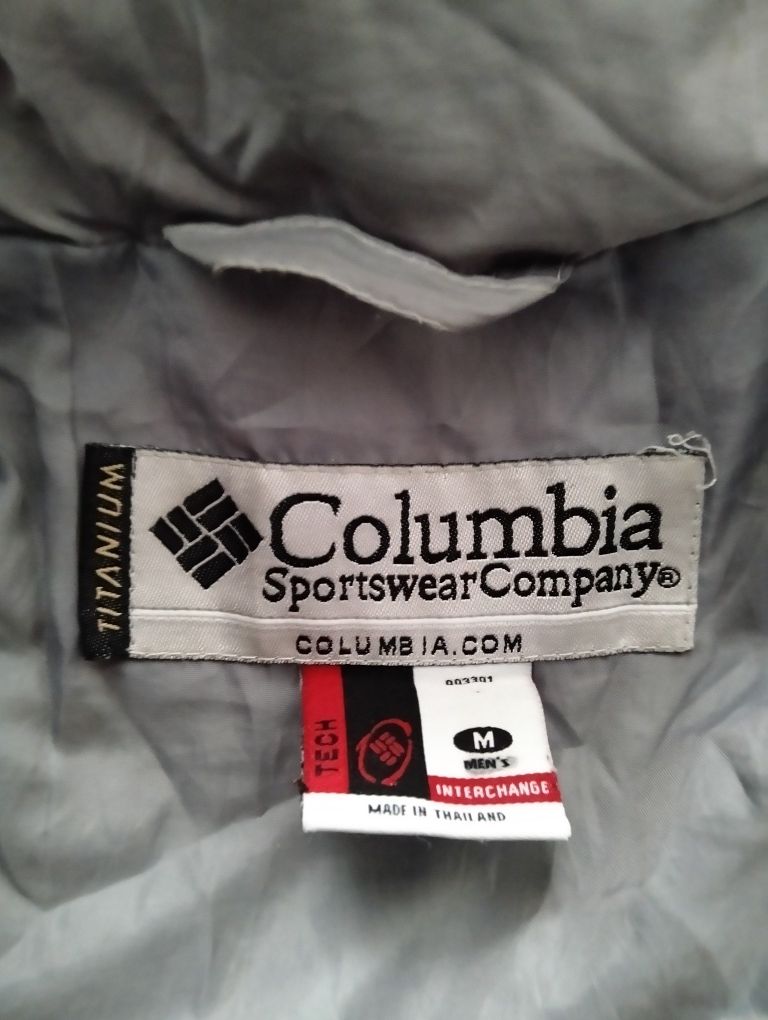 TITANIUM
Columbia
SportswearCompany®
COLUMBIA.COM
TECH
M
MEN'S
INTERCHANGE
MADE IN THAILAND